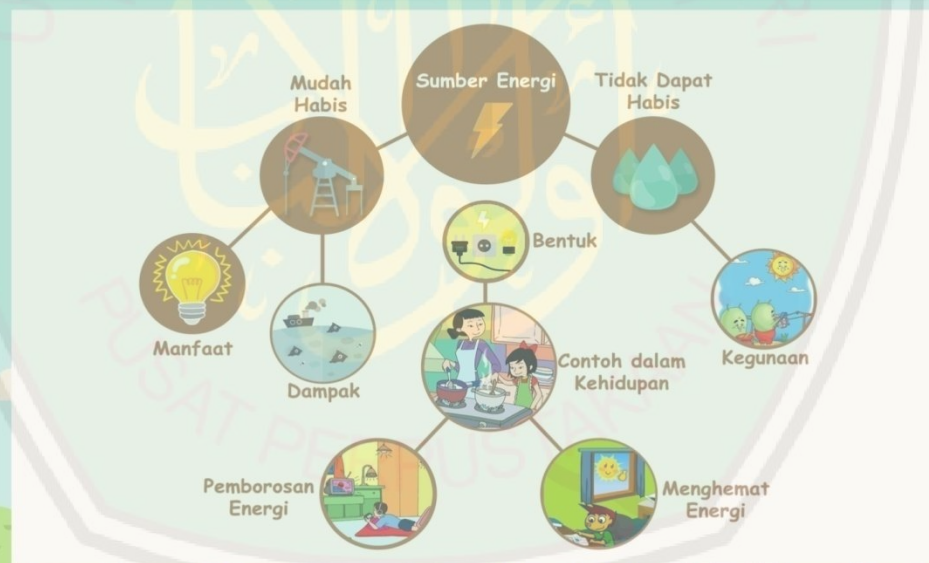 Sumber Energi
Mudah
Habis
Tidak Dapat
Habis
Bentuk
Manfaat
Dampak
Contoh dalam
Kehidupan
Kegunaan
Pemborosan
Energi
Menghemat
Energi